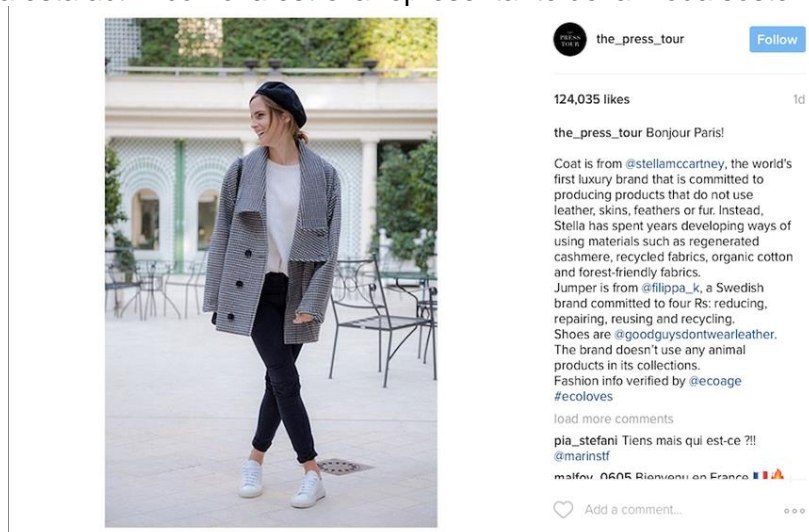 the_press_tour
Follow
124,035 likes
1d
the_press_tour Bonjour Paris!
Coat is from @stellamccartney, the world's
first luxury brand that is committed to
producing products that do not use
leather, skins, feathers or fur. Instead,
Stella has spent years developing ways of
using materials such as regenerated
cashmere, recycled fabrics, organic cotton
and forest-friendly fabrics.
Jumper is from @filippa_k, a Swedish
brand committed to four Rs: reducing,
repairing, reusing and recycling.
Shoes are @goodguysdontwearleather.
The brand doesn't use any animal
products in its collections.
Fashion info verified by @ecoage
#ecoloves
load more comments
pia_stefani Tiens mais qui est-ce ?!!
@marinstf
malfoy_0605 Bienvenu en France
Add a comment...